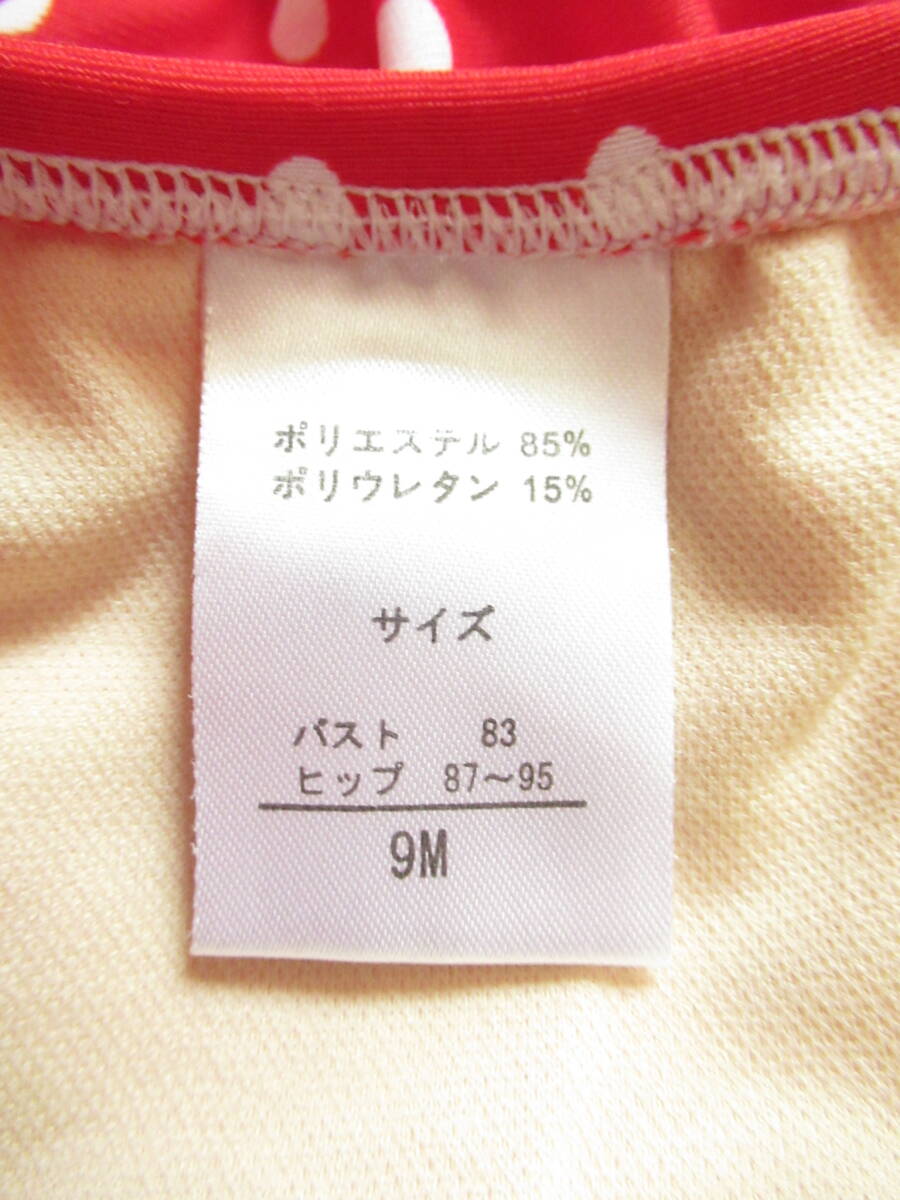 ポリエステル 85%
ポリウレタン 15%
サイズ
バスト 83
ヒップ 87〜95
9M